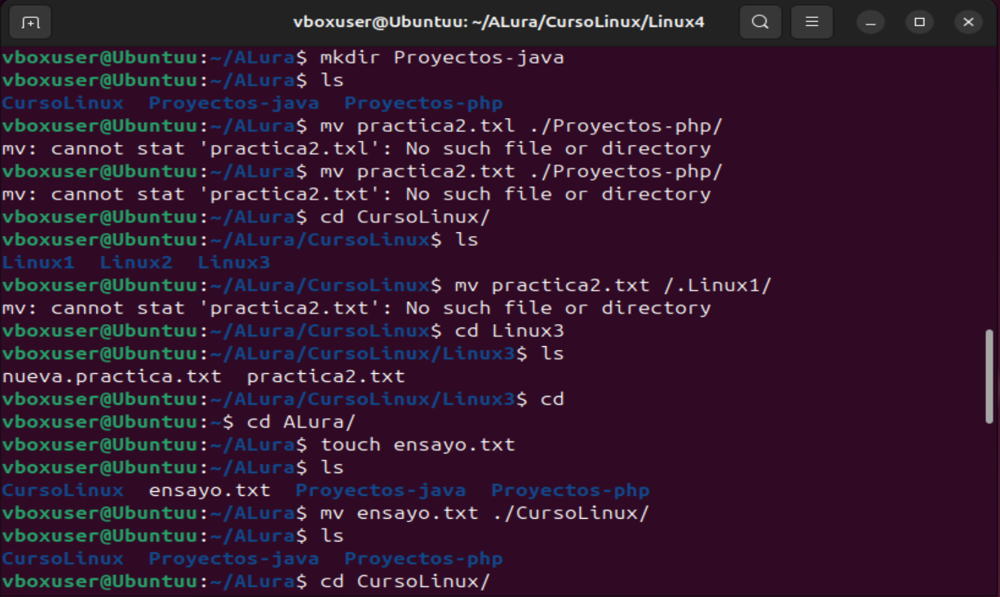 vboxuser@Ubuntuu: ~/ALura/CursoLinux/Linux4
vboxuser@Ubuntuu:~/ALura$ mkdir Proyectos-java
vboxuser@Ubuntuu:~/ALura$ ls
CursoLinux  Proyectos-java  Proyectos-php
vboxuser@Ubuntuu:~/ALura$ mv practica2.txl ./Proyectos-php/
mv: cannot stat 'practica2.txl': No such file or directory
vboxuser@Ubuntuu:~/ALura$ mv practica2.txt ./Proyectos-php/
mv: cannot stat 'practica2.txt': No such file or directory
vboxuser@Ubuntuu:~/ALura$ cd CursoLinux/
vboxuser@Ubuntuu:~/ALura/CursoLinux$ ls
Linux1  Linux2  Linux3
vboxuser@Ubuntuu:~/ALura/CursoLinux$ mv practica2.txt /.Linux1/
mv: cannot stat 'practica2.txt': No such file or directory
vboxuser@Ubuntuu:~/ALura/CursoLinux$ cd Linux3
vboxuser@Ubuntuu:~/ALura/CursoLinux/Linux3$ ls
nueva.practica.txt  practica2.txt
vboxuser@Ubuntuu:~/ALura/CursoLinux/Linux3$ cd
vboxuser@Ubuntuu:~$ cd ALura/
vboxuser@Ubuntuu:~/ALura$ touch ensayo.txt
vboxuser@Ubuntuu:~/ALura$ ls
CursoLinux  ensayo.txt  Proyectos-java  Proyectos-php
vboxuser@Ubuntuu:~/ALura$ mv ensayo.txt ./CursoLinux/
vboxuser@Ubuntuu:~/ALura$ ls
CursoLinux  Proyectos-java  Proyectos-php
vboxuser@Ubuntuu:~/ALura$ cd CursoLinux/